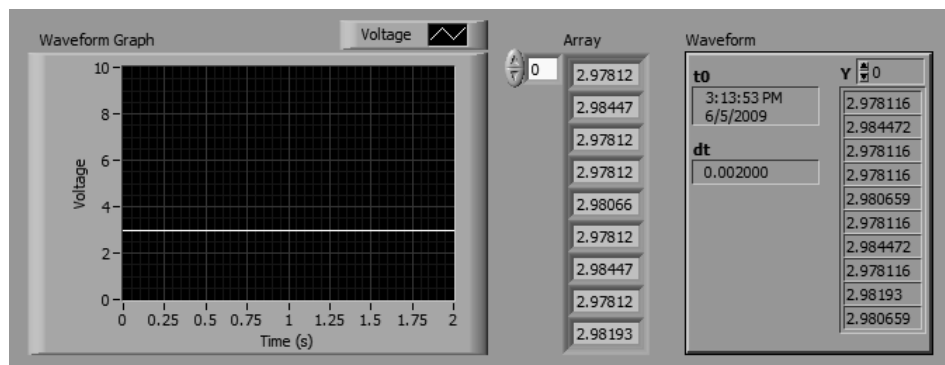 Waveform Graph
Voltage
10
8
6
4
2
0
Voltage
0 0.25 0.5 0.75 1 1.25 1.5 1.75 2
Time (s)
Array
0
2.97812
2.98447
2.97812
2.97812
2.98066
2.97812
2.98447
2.97812
2.98193
Waveform
t0
3:13:53 PM
6/5/2009
dt
0.002000
Y 0
2.978116
2.984472
2.978116
2.978116
2.980659
2.978116
2.984472
2.978116
2.98193
2.980659